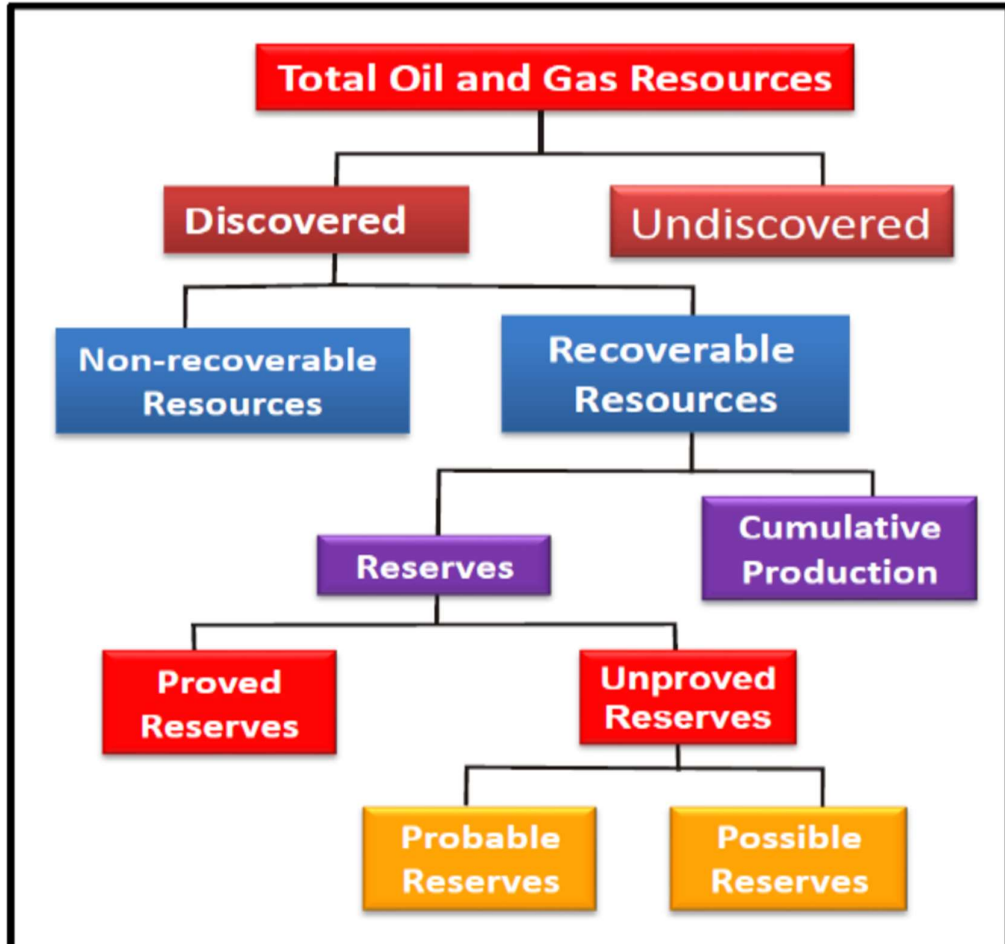 Total Oil and Gas Resources
Discovered
Undiscovered
Non-recoverable
Resources
Recoverable
Resources
Reserves
Cumulative
Production
Proved
Reserves
Unproved
Reserves
Probable
Reserves
Possible
Reserves